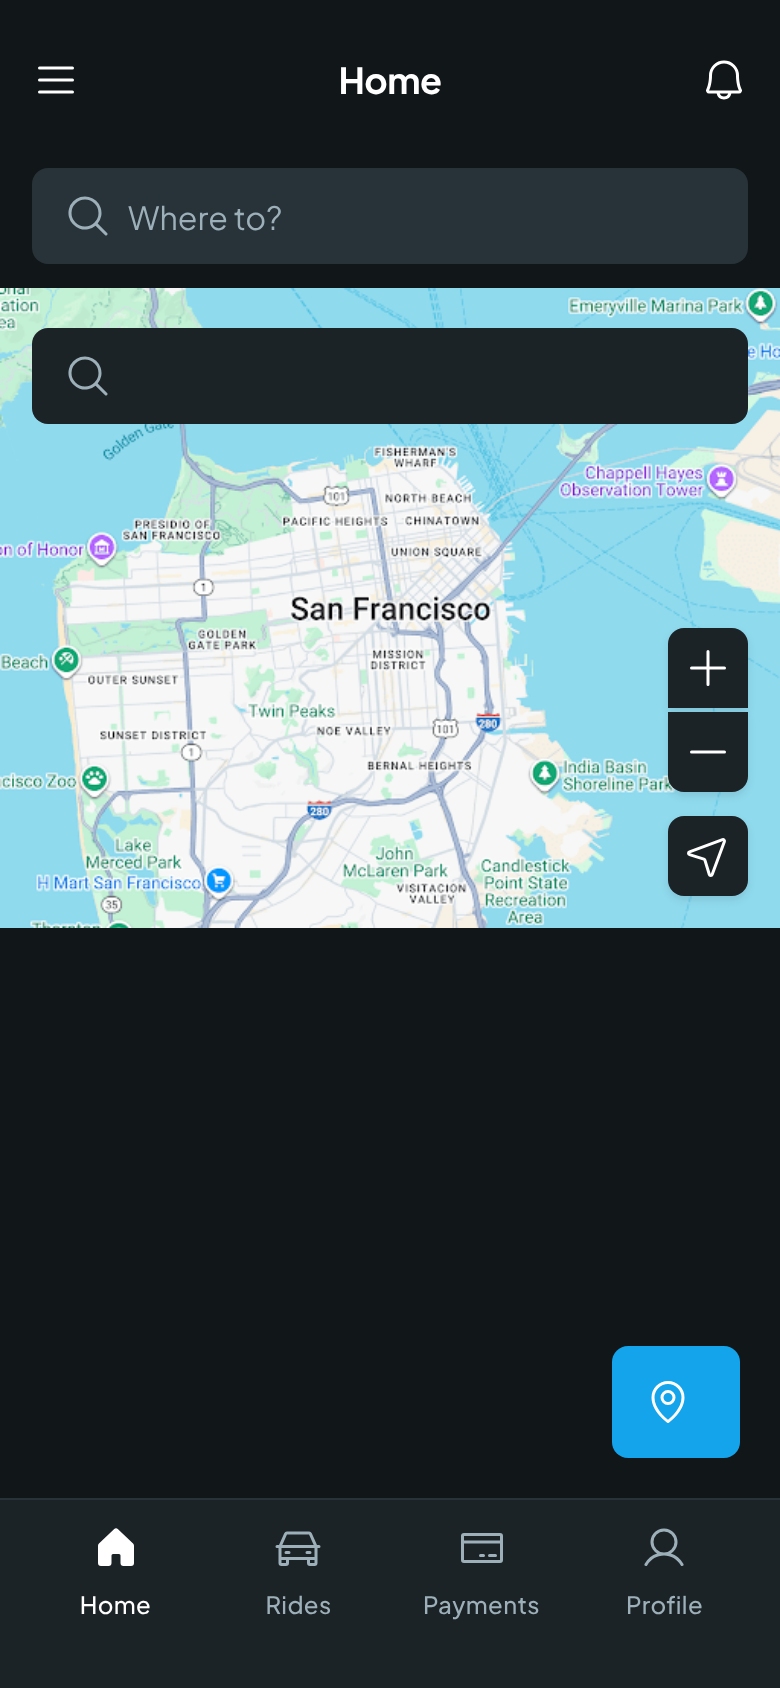 Home
Where to?
ation
ea
Emeryville Marina Park
e Ho
Golden Gate
FISHERMAN'S
WHARF
Chappell Hayes
Observation Tower
101
NORTH BEACH
PRESIDIO OF
SAN FRANCISCO
PACIFIC HEIGHTS
CHINATOWN
on of Honor
UNION SQUARE
1
San Francisco
GOLDEN
GATE PARK
Beach
MISSION
DISTRICT
OUTER SUNSET
Twin Peaks
280
SUNSET DISTRICT
NOE VALLEY
101
1
BERNAL HEIGHTS
India Basin
Shoreline Park
cisco Zoo
280
Lake
Merced Park
John
McLaren Park
Candlestick
Point State
Recreation
Area
H Mart San Francisco
VISITACION
VALLEY
35
Home
Rides
Payments
Profile